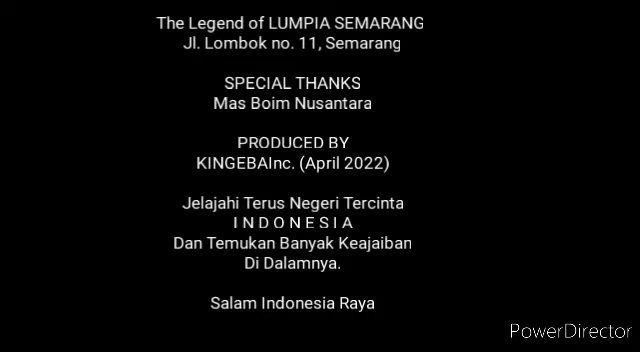 The Legend of LUMPIA SEMARANG
Jl. Lombok no. 11, Semarang
SPECIAL THANKS
Mas Boim Nusantara
PRODUCED BY
KINGEBAInc. (April 2022)
Jelajahi Terus Negeri Tercinta
I N D O N E S I A
Dan Temukan Banyak Keajaiban
Di Dalamnya.
Salam Indonesia Raya
PowerDirector